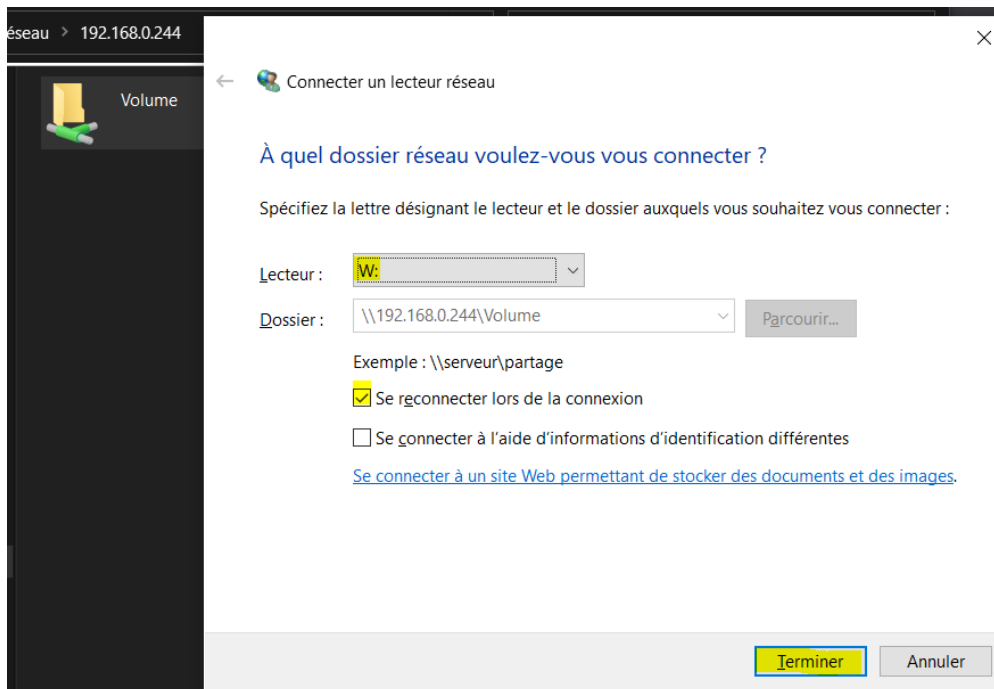 éseau > 192.168.0.244
Volume
Connecter un lecteur réseau
À quel dossier réseau voulez-vous vous connecter ?
Spécifiez la lettre désignant le lecteur et le dossier auxquels vous souhaitez vous connecter :
Lecteur : W:
Dossier : \\192.168.0.244\Volume Parcourir...
Exemple : \\serveur\partage
Se reconnecter lors de la connexion
Se connecter à l'aide d'informations d'identification différentes
Se connecter à un site Web permettant de stocker des documents et des images.
Terminer Annuler